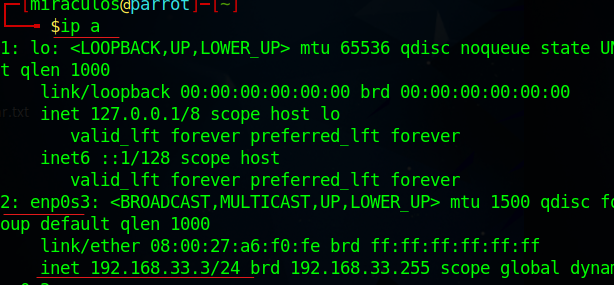 ┌─[miraculos@parrot]─[~]
└──╼ $ip a
1: lo: <LOOPBACK,UP,LOWER_UP> mtu 65536 qdisc noqueue state UN
t qlen 1000
link/loopback 00:00:00:00:00:00 brd 00:00:00:00:00:00
inet 127.0.0.1/8 scope host lo
valid_lft forever preferred_lft forever
inet6 ::1/128 scope host
valid_lft forever preferred_lft forever
2: enp0s3: <BROADCAST,MULTICAST,UP,LOWER_UP> mtu 1500 qdisc fq
oup default qlen 1000
link/ether 08:00:27:a6:f0:fe brd ff:ff:ff:ff:ff:ff
inet 192.168.33.3/24 brd 192.168.33.255 scope global dynam